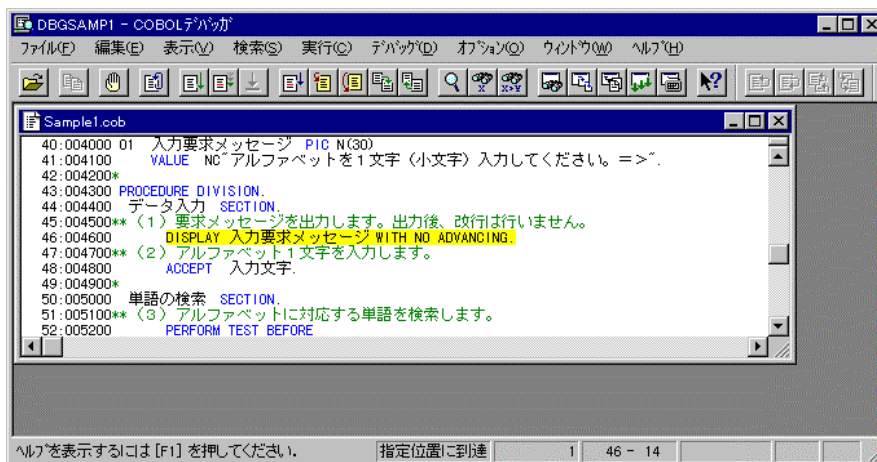 DBGSAMP1 - COBOLﾃﾞﾊﾞｯｶﾞ
ﾌｧｲﾙ(F) 編集(E) 表示(V) 検索(S) 実行(C) ﾃﾞﾊﾞｯｸﾞ(D) ｵﾌﾟｼｮﾝ(O) ｳｨﾝﾄﾞｳ(W) ﾍﾙﾌﾟ(H)
Sample1.cob
40:004000 01 入力要求メッセージ PIC N(30)
41:004100 VALUE NC"アルファベットを１文字（小文字）入力してください。＝＞".
42:004200*
43:004300 PROCEDURE DIVISION.
44:004400 データ入力 SECTION.
45:004500**（１）要求メッセージを出力します。出力後、改行は行いません。
46:004600 DISPLAY 入力要求メッセージ WITH NO ADVANCING.
47:004700**（２）アルファベット１文字を入力します。
48:004800 ACCEPT 入力文字.
49:004900*
50:005000 単語の検索 SECTION.
51:005100**（３）アルファベットに対応する単語を検索します。
52:005200 PERFORM TEST BEFORE
ﾍﾙﾌﾟを表示するには [F1] を押してください. 指定位置に到達 1 46 - 14